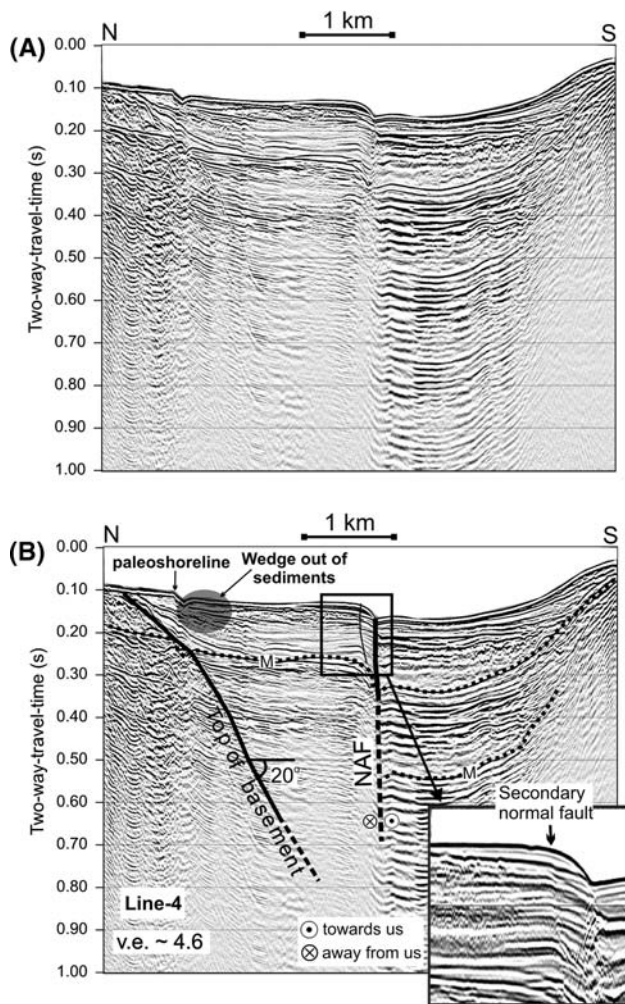 1 km
N
S
(A)
0.00
0.10
0.20
0.30
0.40
0.50
0.60
0.70
0.80
0.90
1.00
Two-way-travel-time (s)
1 km
N
S
(B)
0.00
0.10
0.20
0.30
0.40
0.50
0.60
0.70
0.80
0.90
1.00
Two-way-travel-time (s)
paleoshoreline
Wedge out of
sediments
M
Top of basement
20°
NAF
M
Secondary
normal fault
Line-4
v.e. ~ 4.6
towards us
away from us